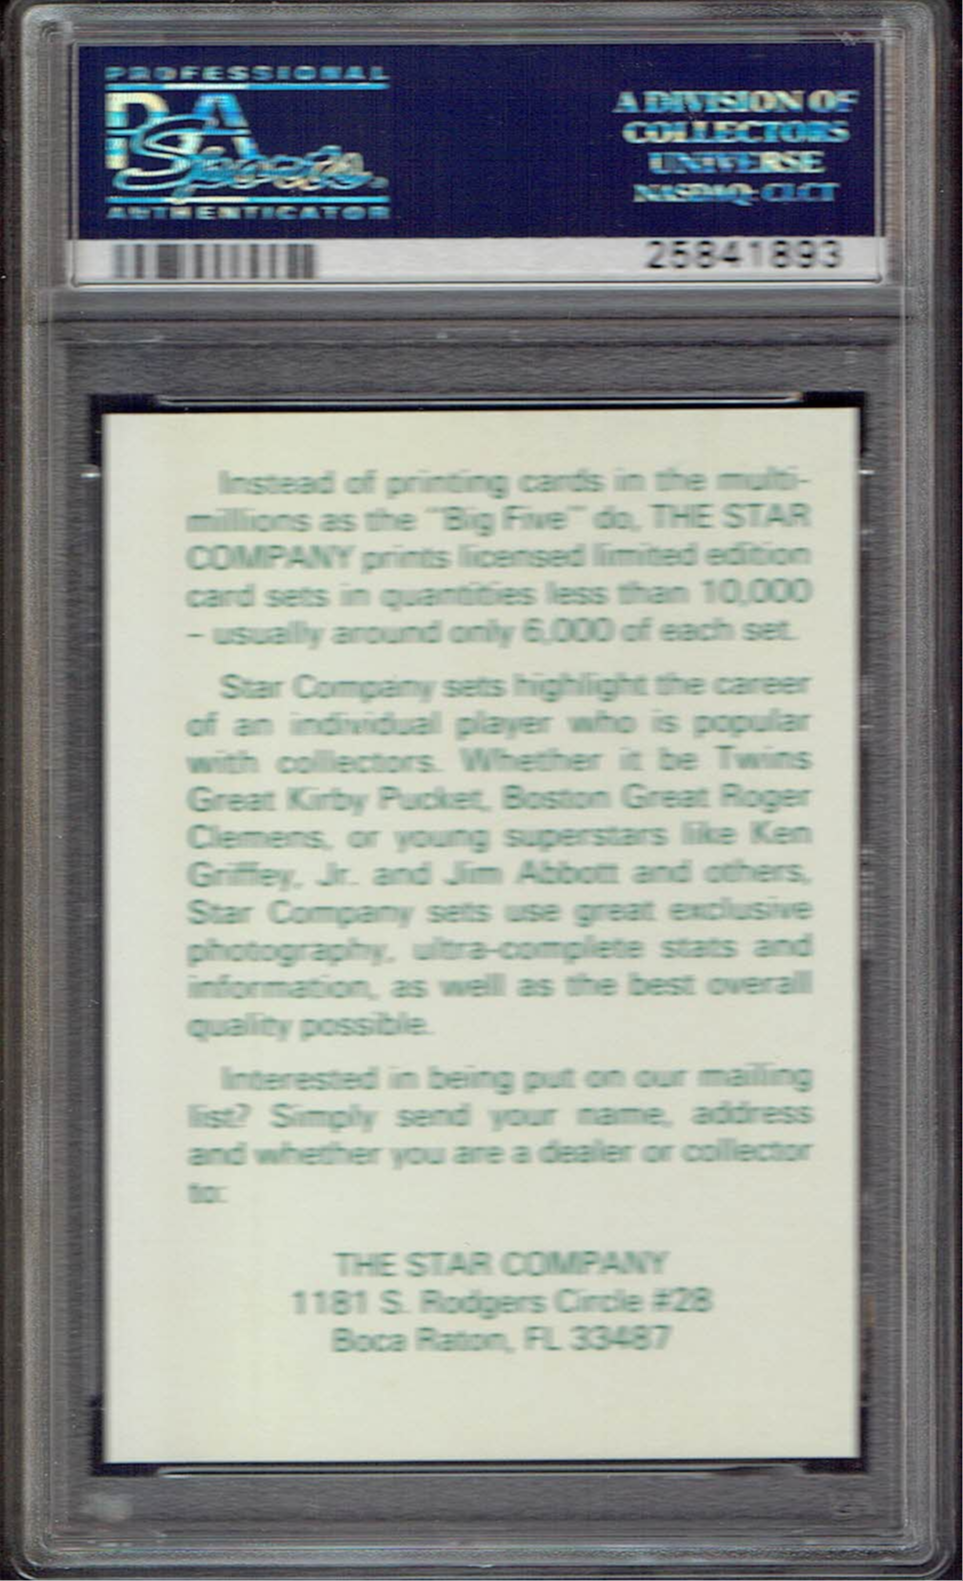 PROFESSIONAL
PSA
Sports
AUTHENTICATOR
A DIVISION OF
COLLECTORS
UNIVERSE
NASDAQ: CLCT
25841893
Instead of printing cards in the multi-
millions as the "Big Five" do, THE STAR
COMPANY prints licensed limited edition
card sets in quantities less than 10,000
– usually around only 6,000 of each set.
Star Company sets highlight the career
of an individual player who is popular
with collectors. Whether it be Twins
Great Kirby Pucket, Boston Great Roger
Clemens, or young superstars like Ken
Griffey, Jr. and Jim Abbott and others,
Star Company sets use great exclusive
photography, ultra-complete stats and
information, as well as the best overall
quality possible.
Interested in being put on our mailing
list? Simply send your name, address
and whether you are a dealer or collector
to:
THE STAR COMPANY
1181 S. Rodgers Circle #28
Boca Raton, FL 33487